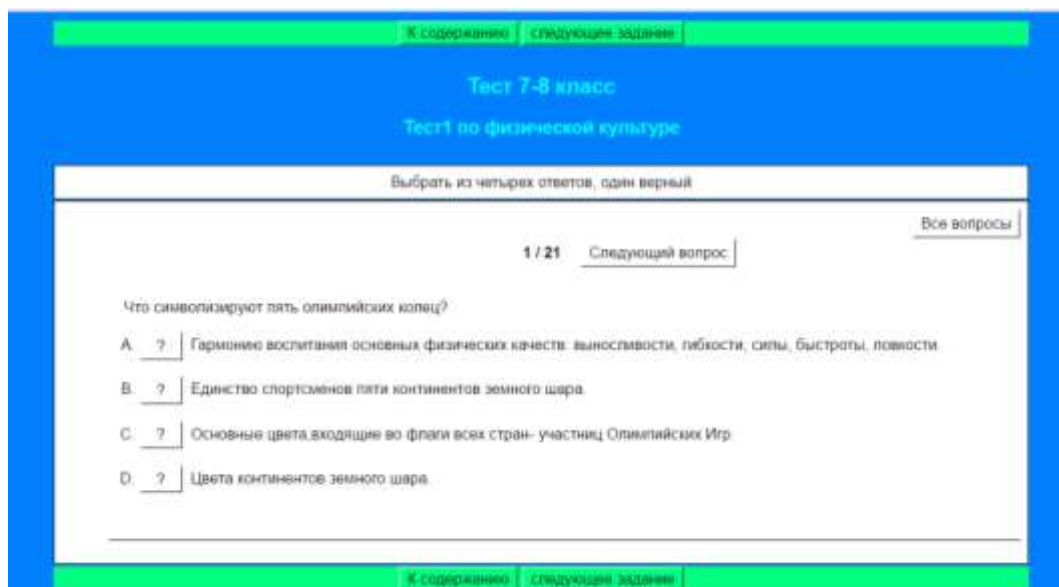 К содержанию следующее задание
Тест 7-8 класс
Тест1 по физической культуре
Выбрать из четырех ответов, один верный
Все вопросы
1 / 21 Следующий вопрос
Что символизируют пять олимпийских колец?
A. ? Гармонию воспитания основных физических качеств: выносливости, гибкости, силы, быстроты, ловкости.
B. ? Единство спортсменов пяти континентов земного шара.
C. ? Основные цвета,входящие во флаги всех стран- участниц Олимпийских Игр.
D. ? Цвета континентов земного шара.
К содержанию следующее задание